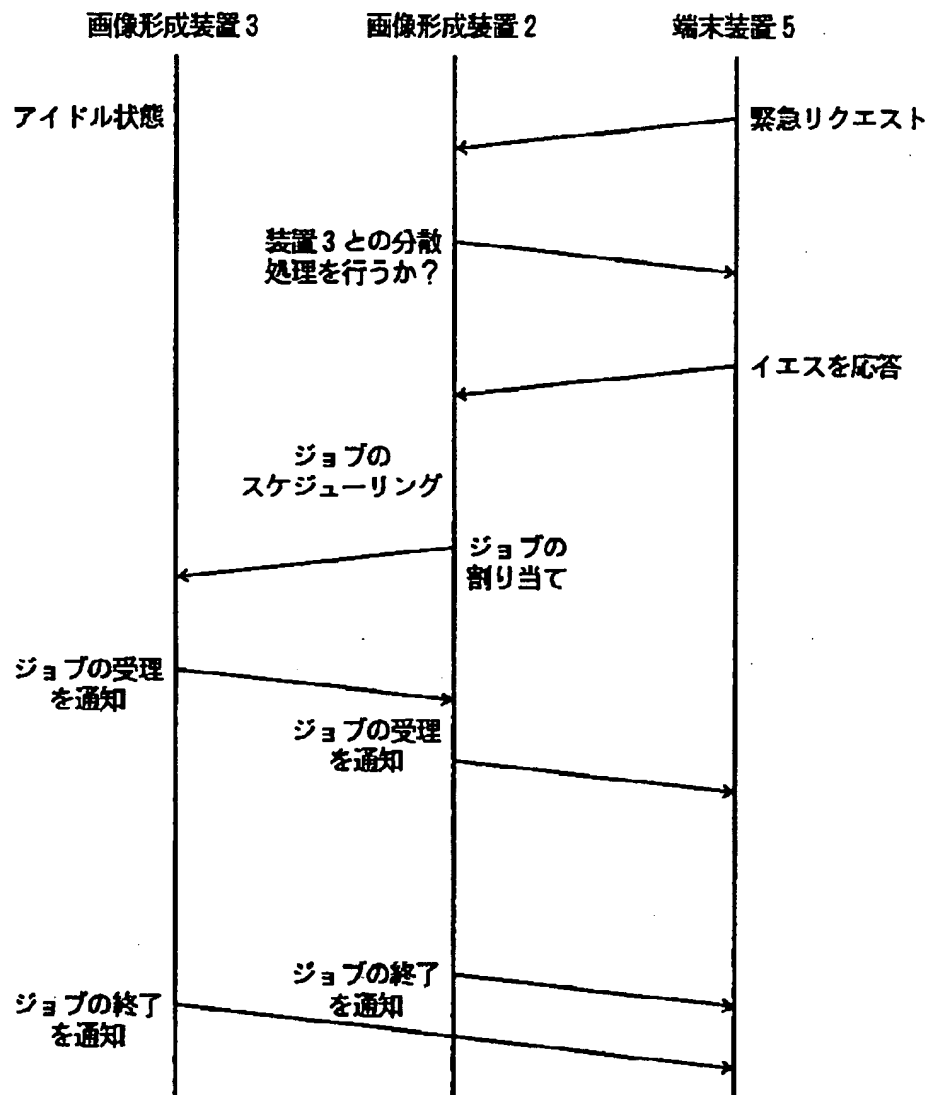 画像形成装置3
画像形成装置2
端末装置5
アイドル状態
緊急リクエスト
装置3との分散
処理を行うか?
イエスを応答
ジョブの
スケジューリング
ジョブの
割り当て
ジョブの受理
を通知
ジョブの受理
を通知
ジョブの終了
を通知
ジョブの終了
を通知